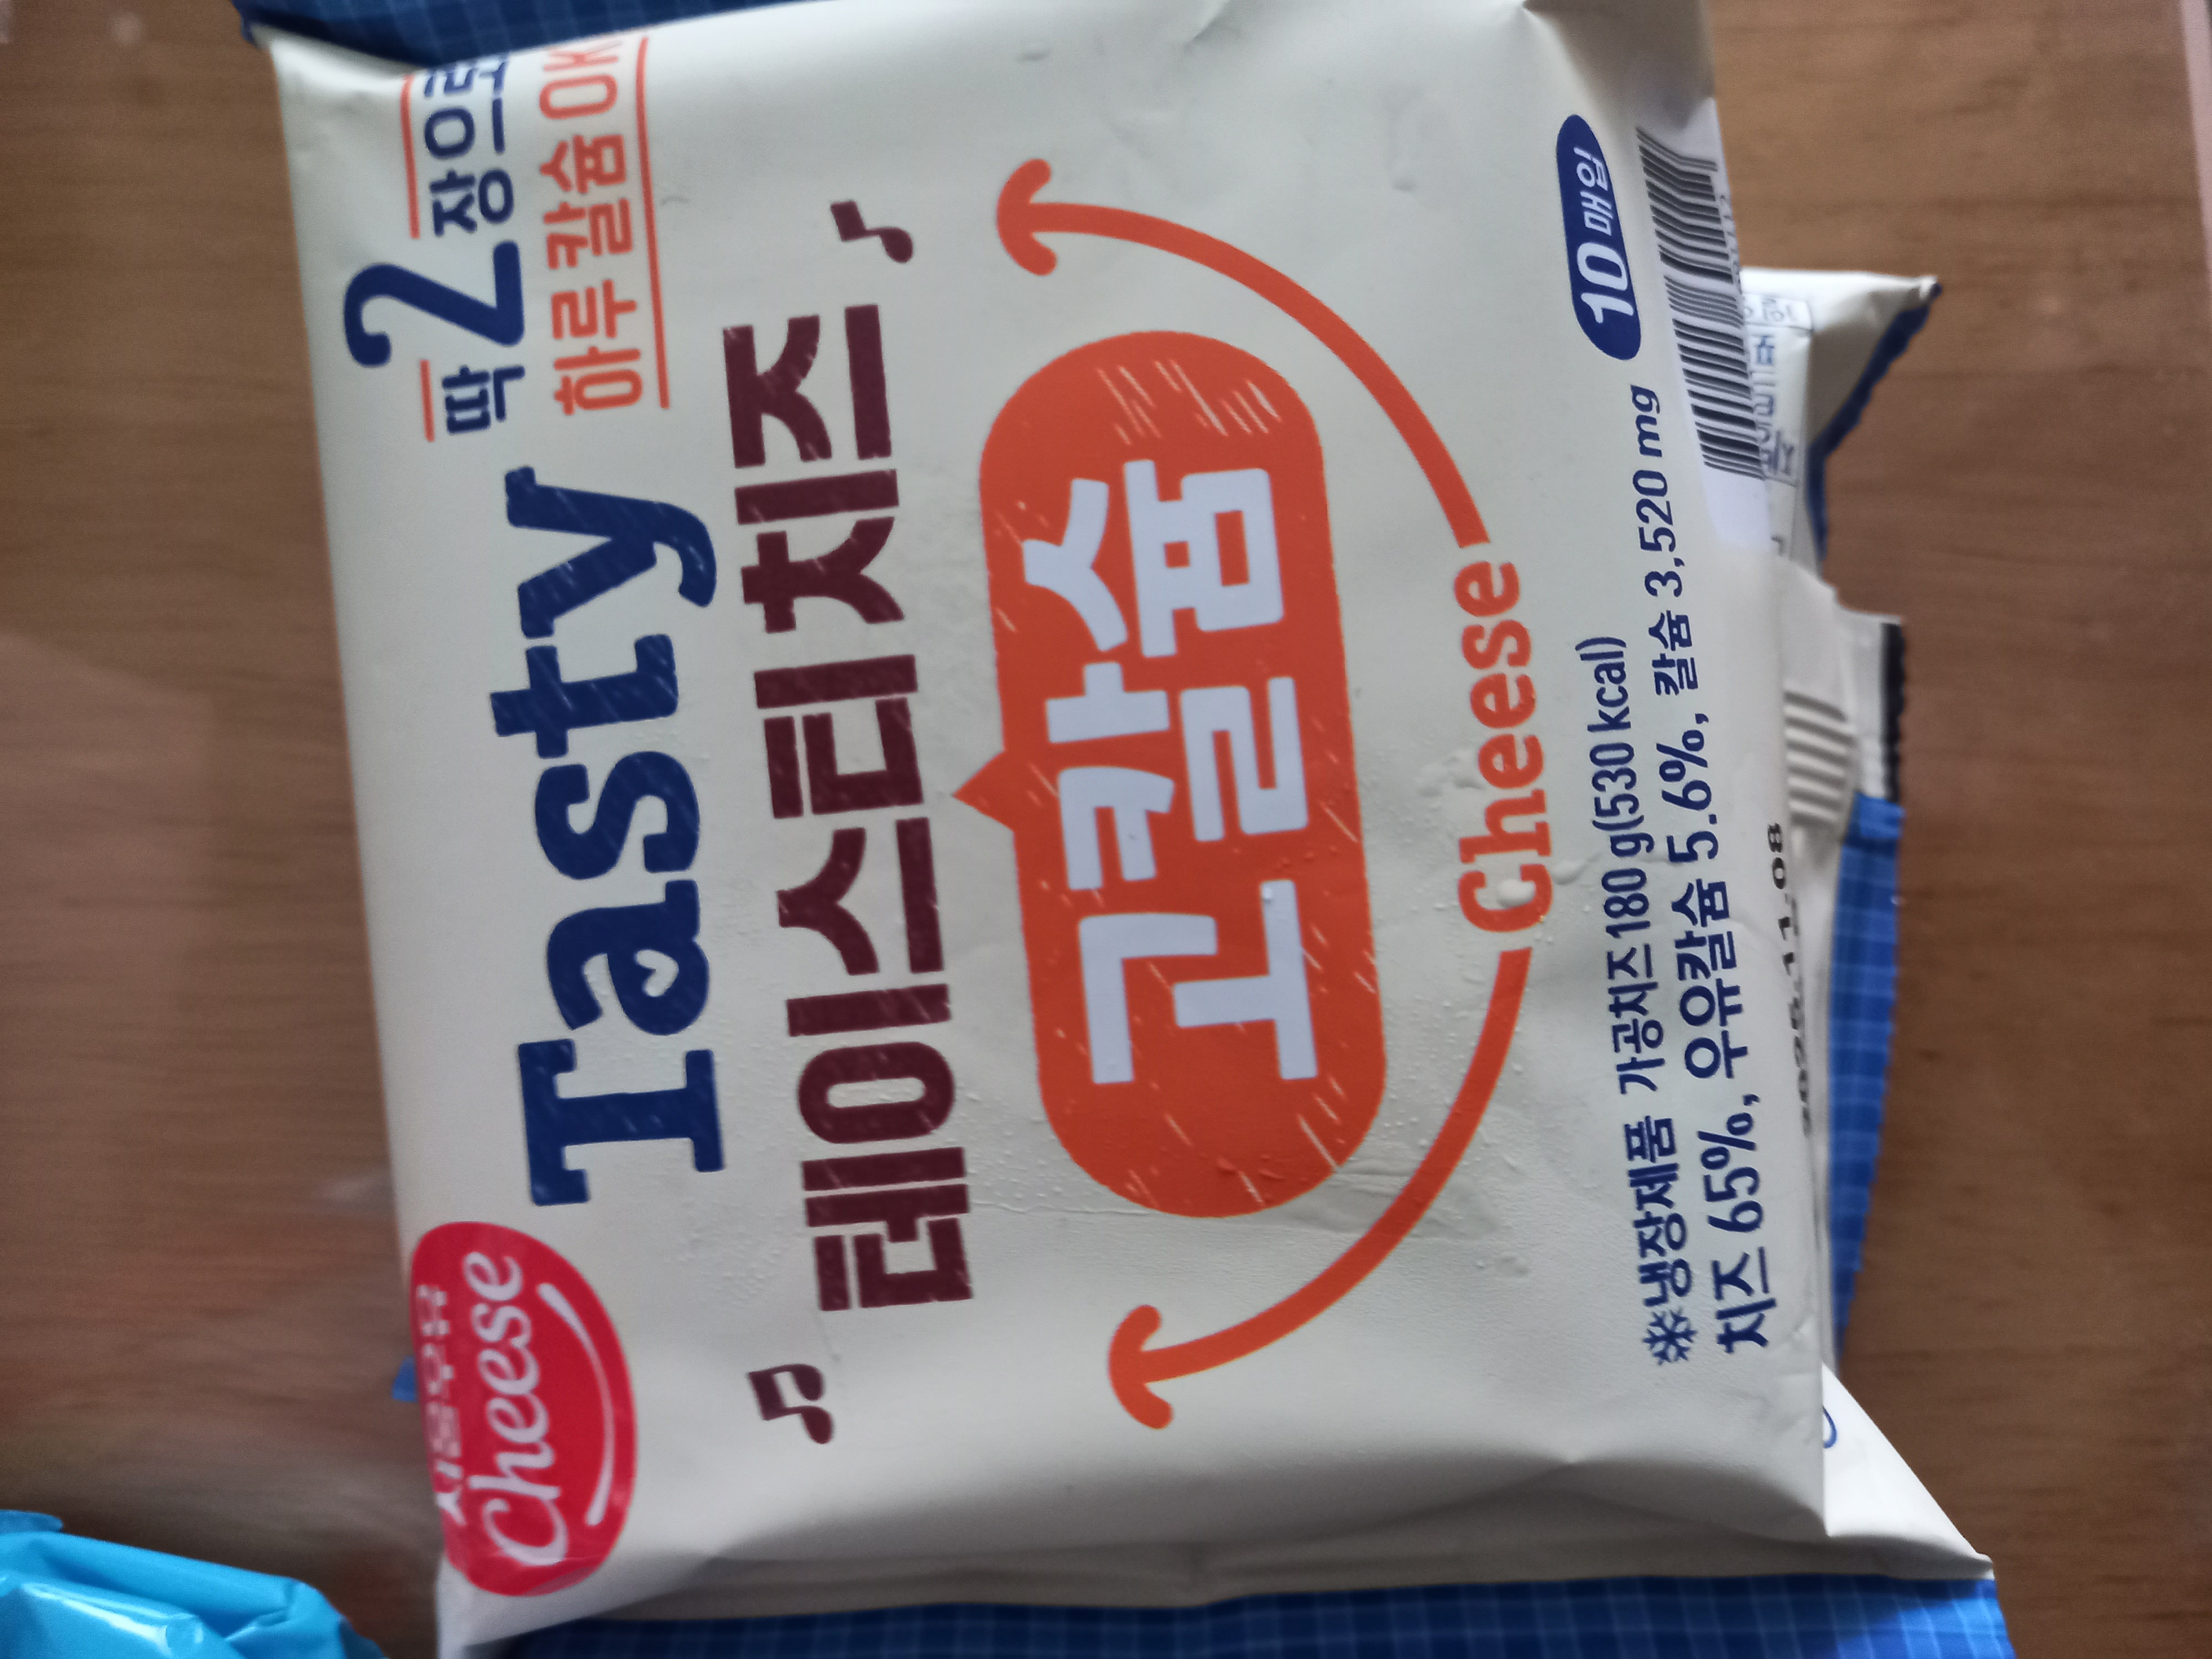 서울우유
Cheese
딱 2장으로
하루 칼슘 OK
Tasty
테이스티 치즈
고칼슘
Cheese
10매입
냉장제품 가공치즈 180 g(530 kcal)
치즈 65%, 우유칼슘 5.6%, 칼슘 3,520 mg